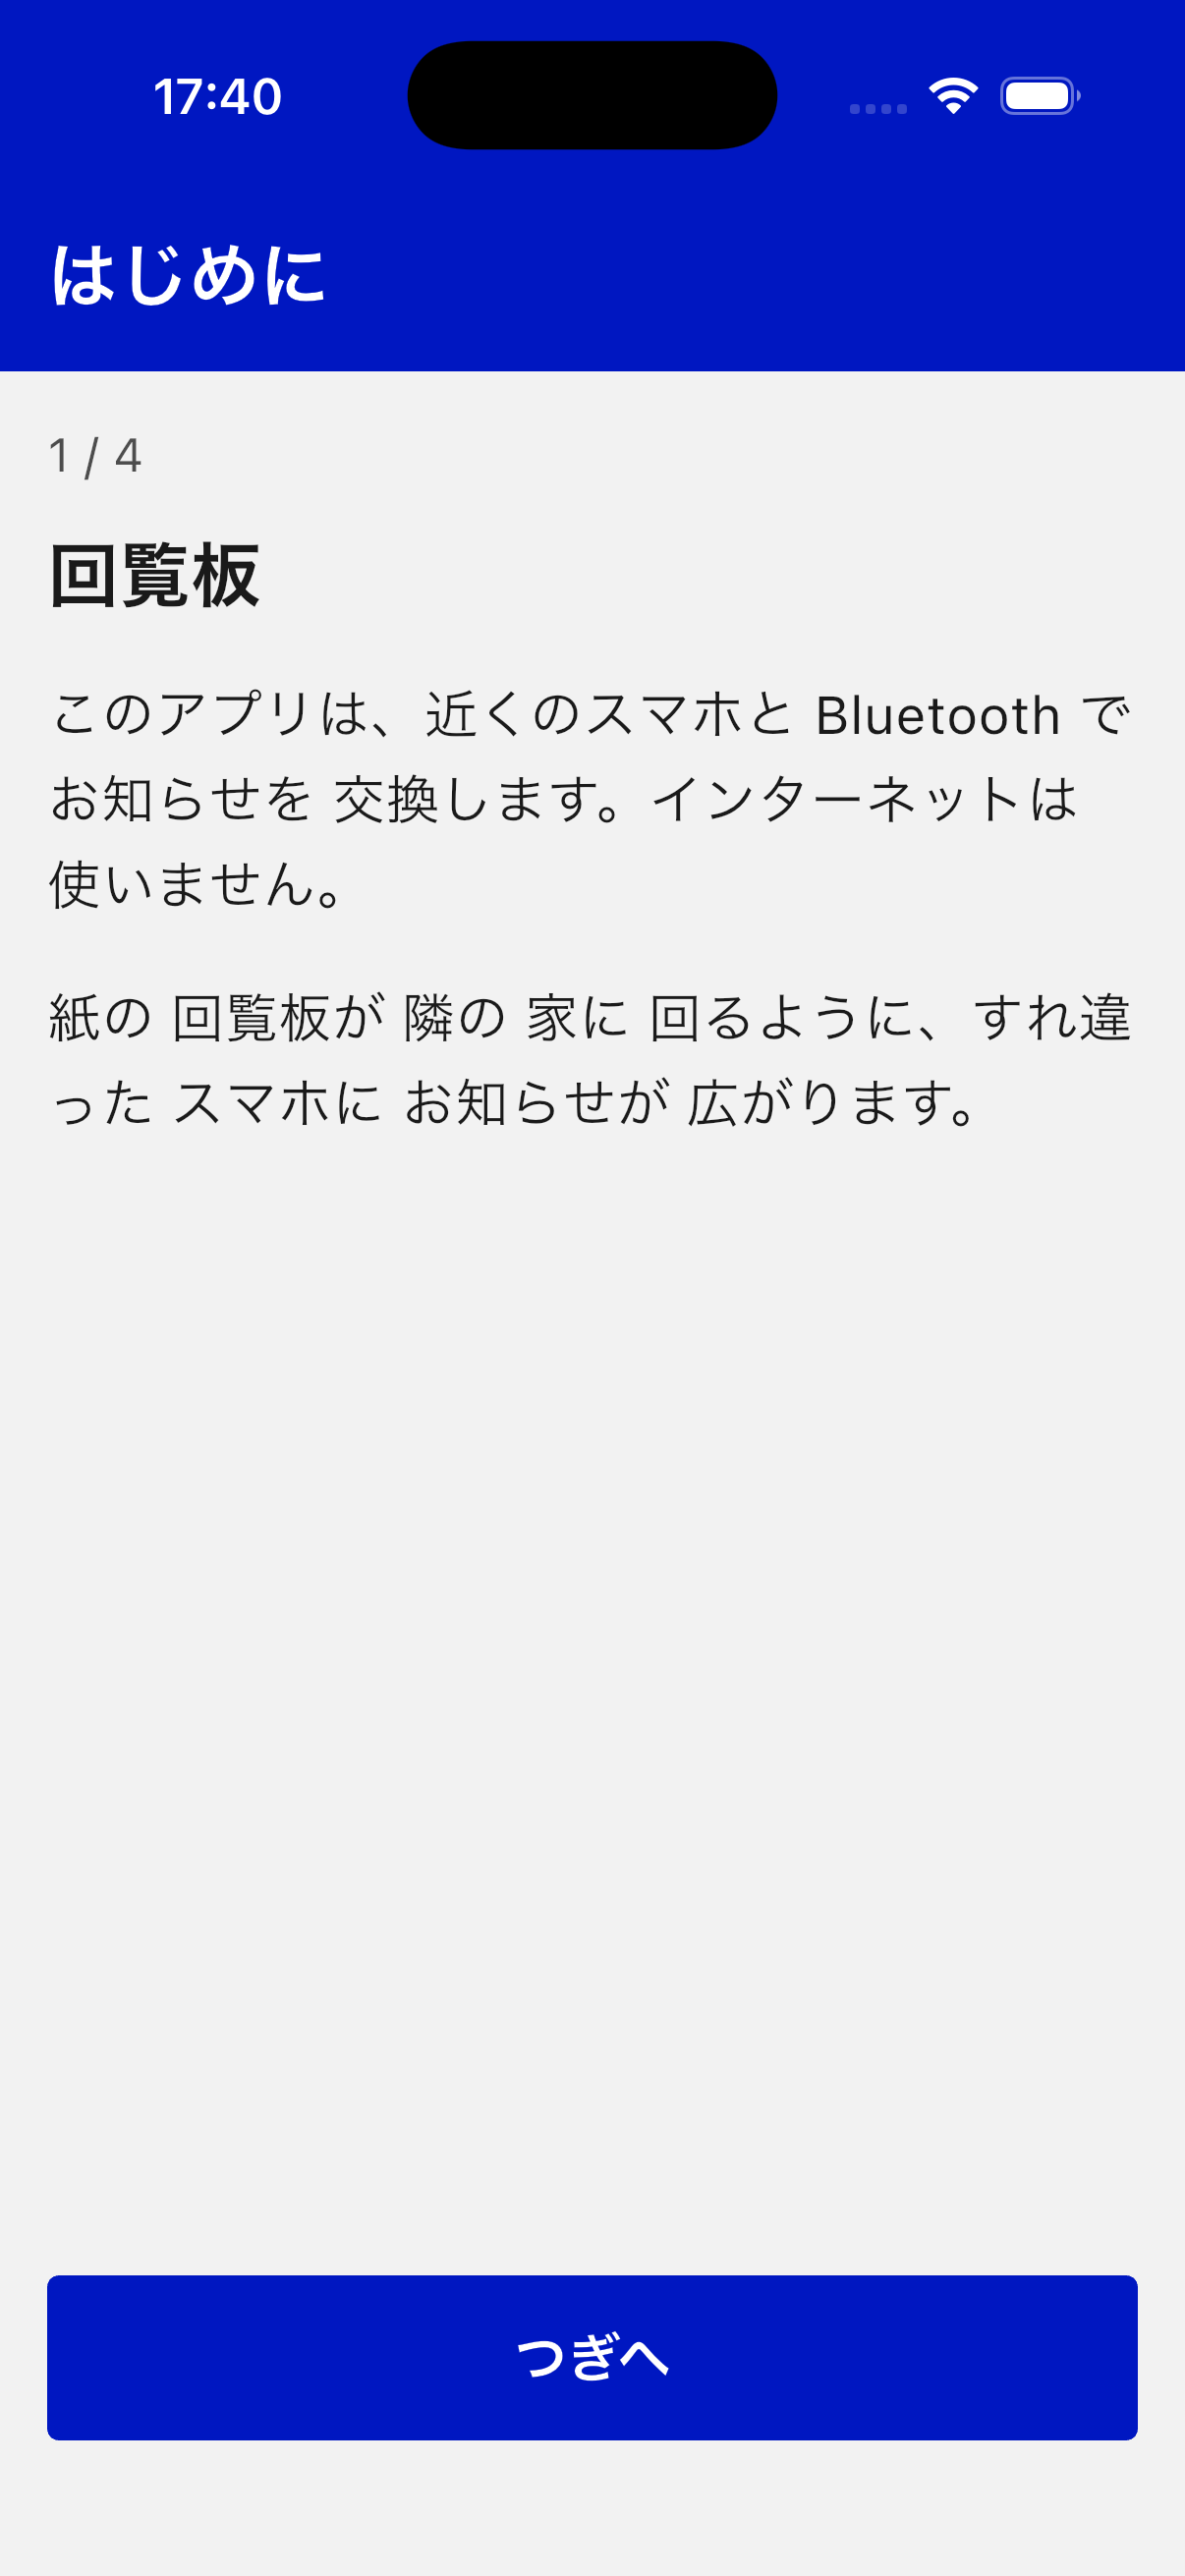 17:40
はじめに
1 / 4
回覧板
このアプリは、近くのスマホと Bluetooth で
お知らせを 交換します。インターネットは
使いません。
紙の 回覧板が 隣の 家に 回るように、すれ違
った スマホに お知らせが 広がります。
つぎへ